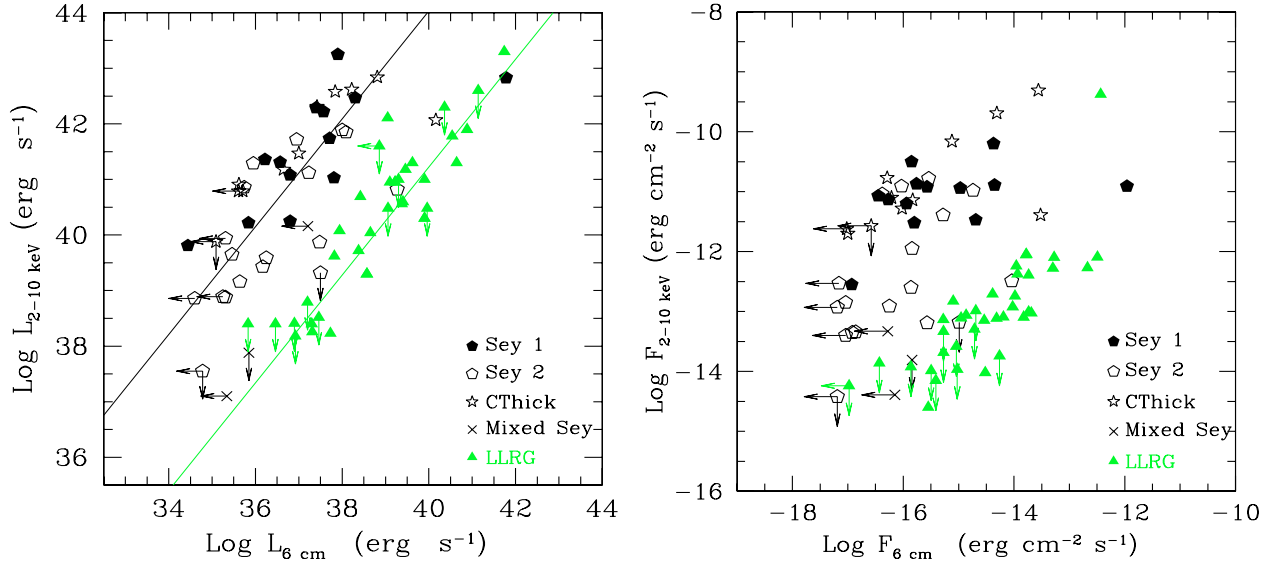 44
42
40
38
36
Log L2−10 keV (erg s−1)
34
36
38
40
42
44
Log L6 cm (erg s−1)
Sey 1
Sey 2
CThick
Mixed Sey
LLRG
−8
−10
−12
−14
−16
Log F2−10 keV (erg cm−2 s−1)
−18
−16
−14
−12
−10
Log F6 cm (erg cm−2 s−1)
Sey 1
Sey 2
CThick
Mixed Sey
LLRG